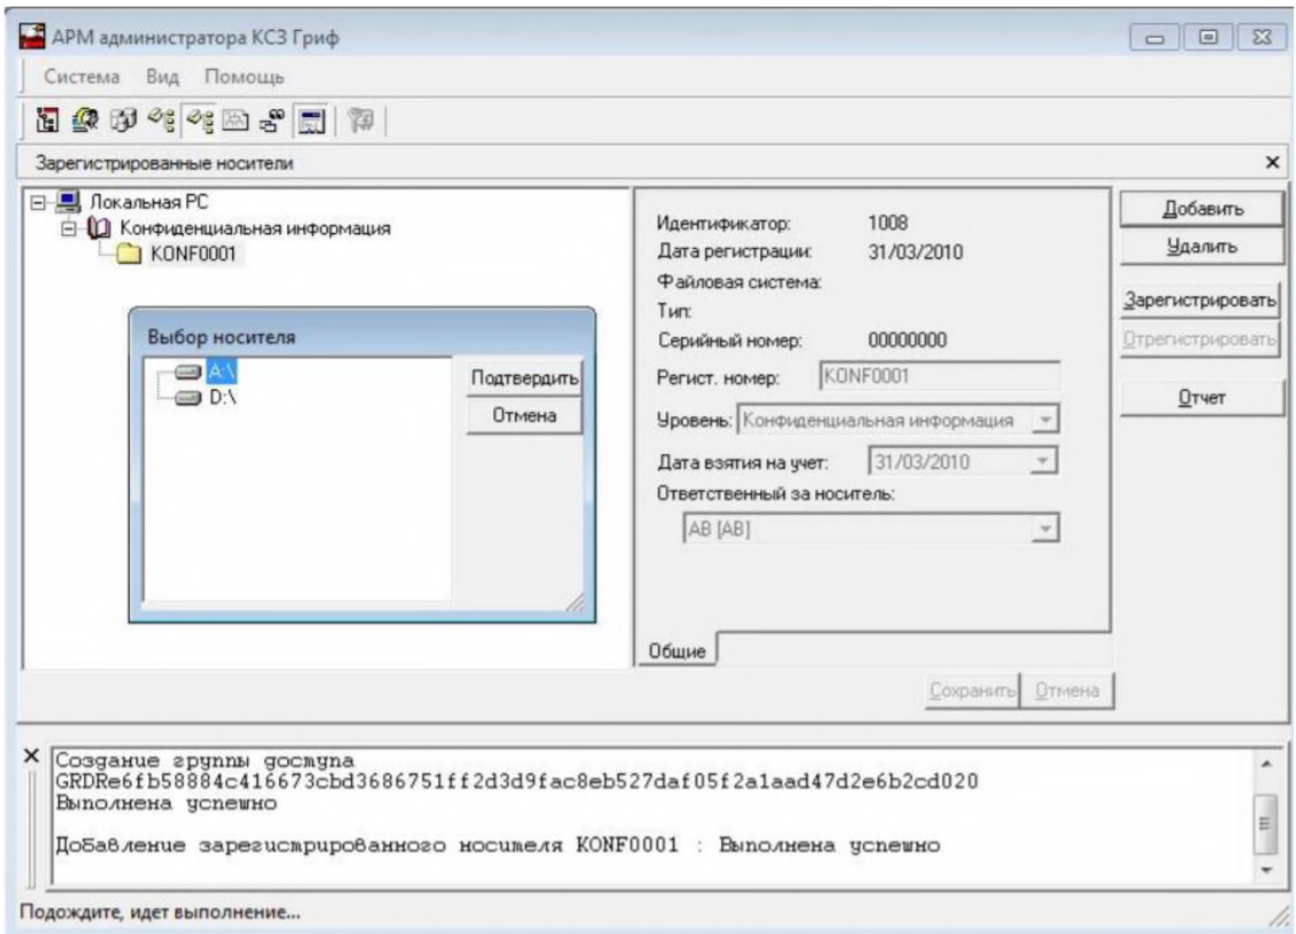 АРМ администратора КСЗ Гриф
Система Вид Помощь
Зарегистрированные носители
Локальная PC
Конфиденциальная информация
KONF0001
Выбор носителя
A:\
D:\
Подтвердить
Отмена
Идентификатор: 1008
Дата регистрации: 31/03/2010
Файловая система:
Тип:
Серийный номер: 00000000
Регист. номер: KONF0001
Уровень: Конфиденциальная информация
Дата взятия на учет: 31/03/2010
Ответственный за носитель:
AB [AB]
Общие
Сохранить Отмена
Добавить
Удалить
Зарегистрировать
Отрегистрировать
Отчет
Создание группы доступа
GRDRe6fb58884c416673cbd3686751ff2d3d9fac8eb527daf05f2a1aad47d2e6b2cd020
Выполнена успешно
Добавление зарегистрированного носителя KONF0001 : Выполнена успешно
Подождите, идет выполнение...